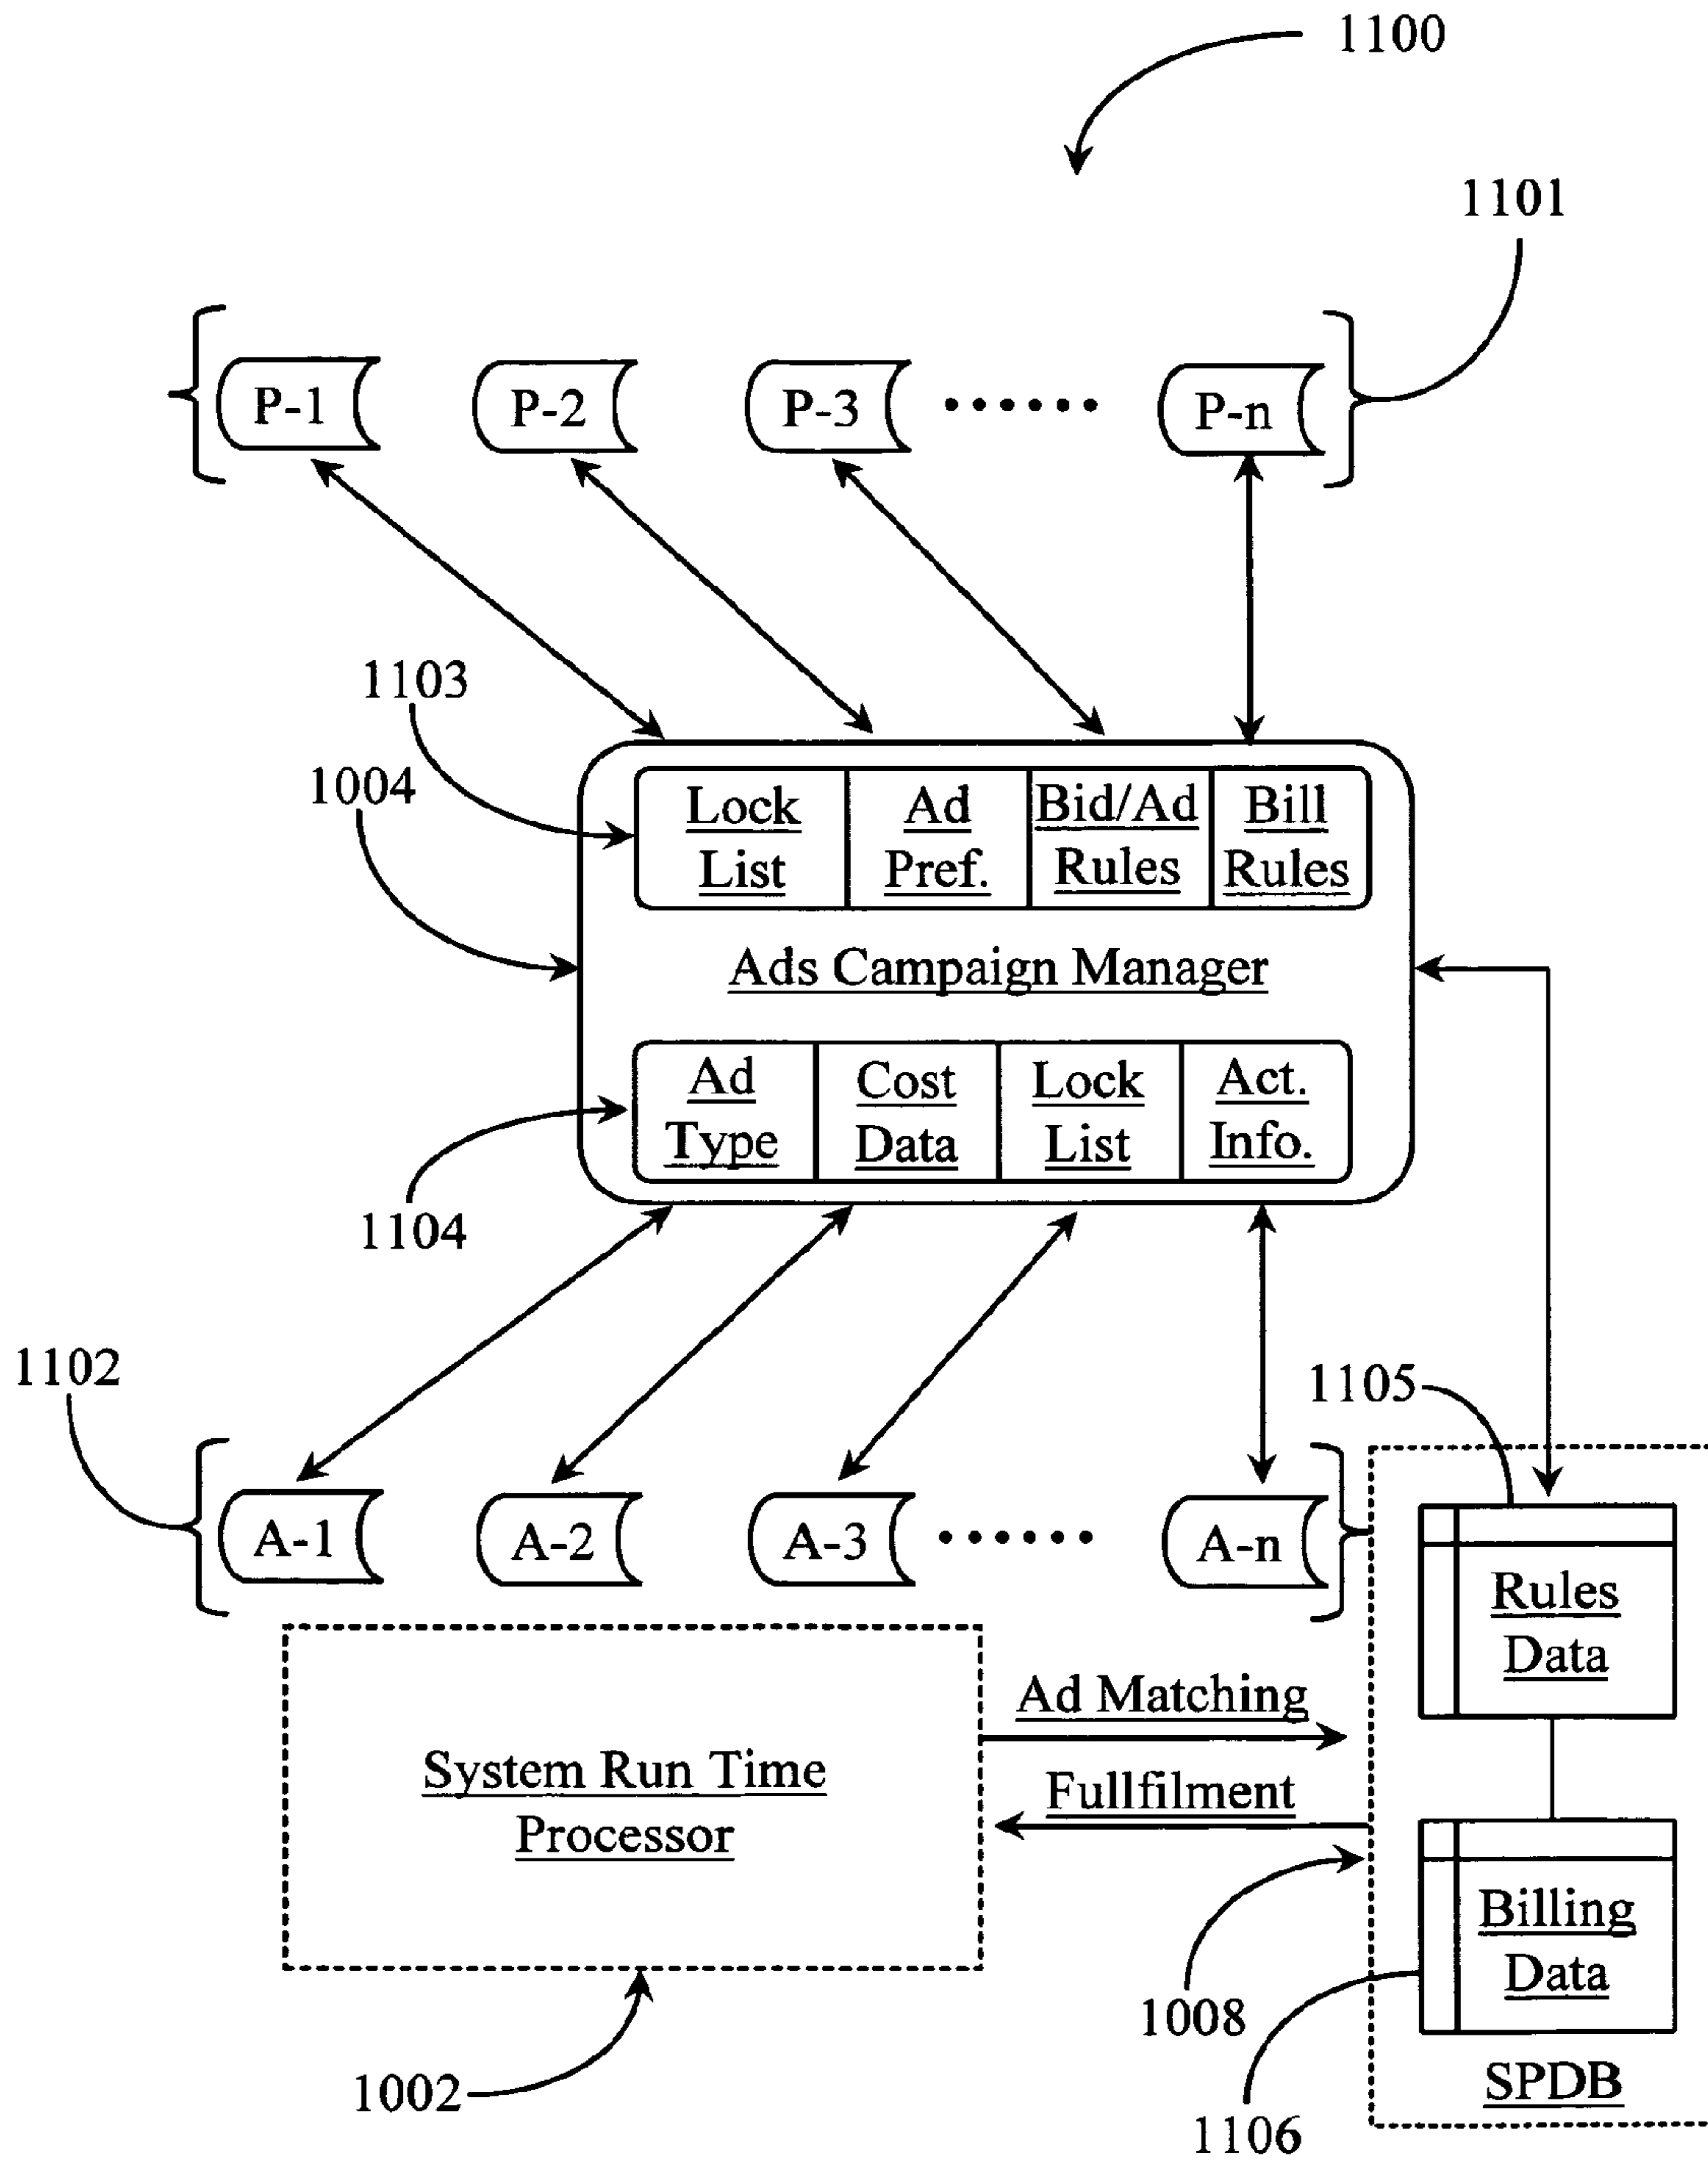 1100
1101
P-1
P-2
P-3
P-n
1103
1004
Lock
List
Ad
Pref.
Bid/Ad
Rules
Bill
Rules
Ads Campaign Manager
Ad
Type
Cost
Data
Lock
List
Act.
Info.
1104
1102
1105
A-1
A-2
A-3
A-n
Rules
Data
Ad Matching
System Run Time
Processor
Fullfilment
Billing
Data
1008
1002
SPDB
1106